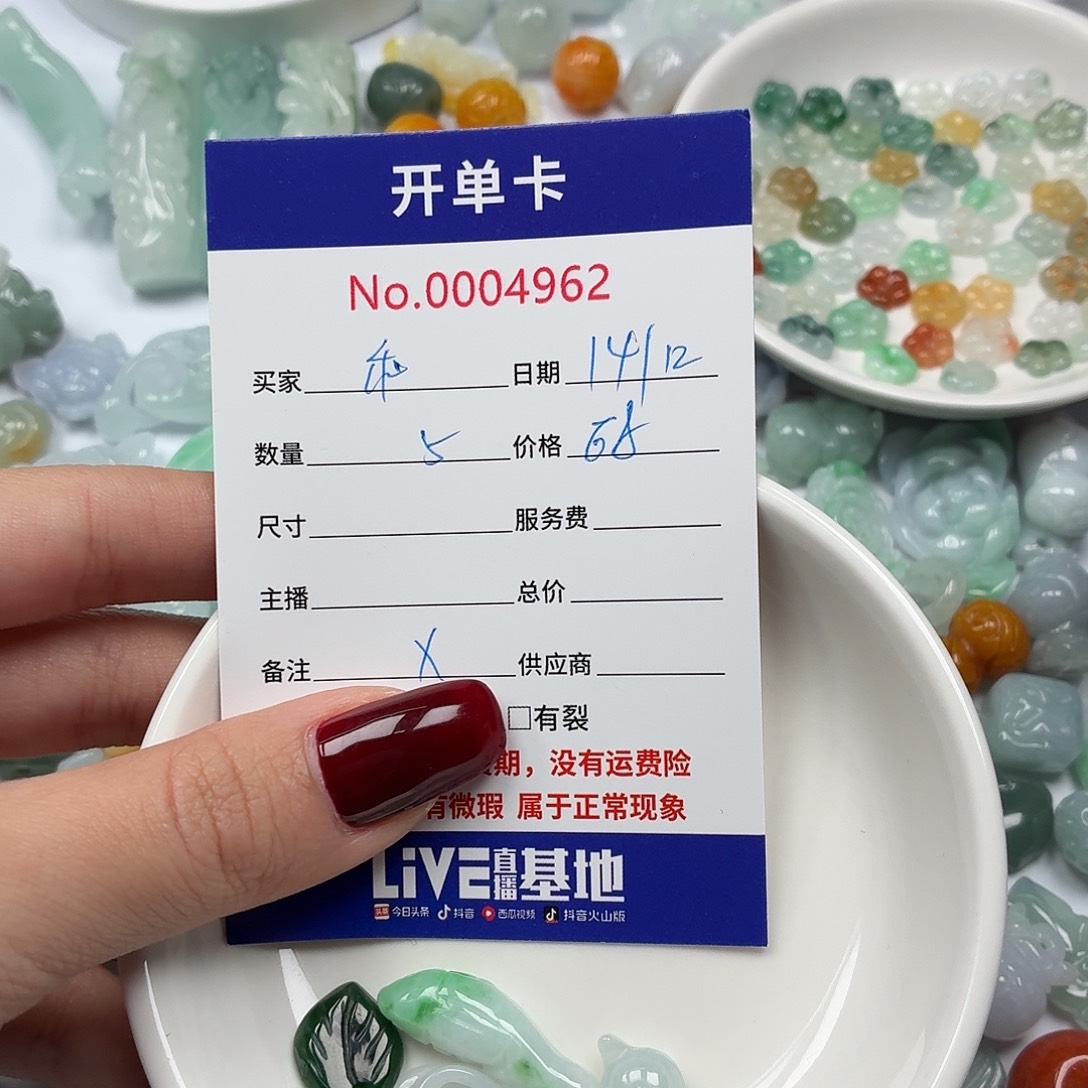 开单卡
No.0004962
买家 和 日期 14/12
数量 5 价格 68
尺寸 服务费
主播 总价
备注 X 供应商
□有裂
期，没有运费险
有微瑕 属于正常现象
LiVE直播基地
头条 今日头条 抖音 西瓜视频 抖音火山版